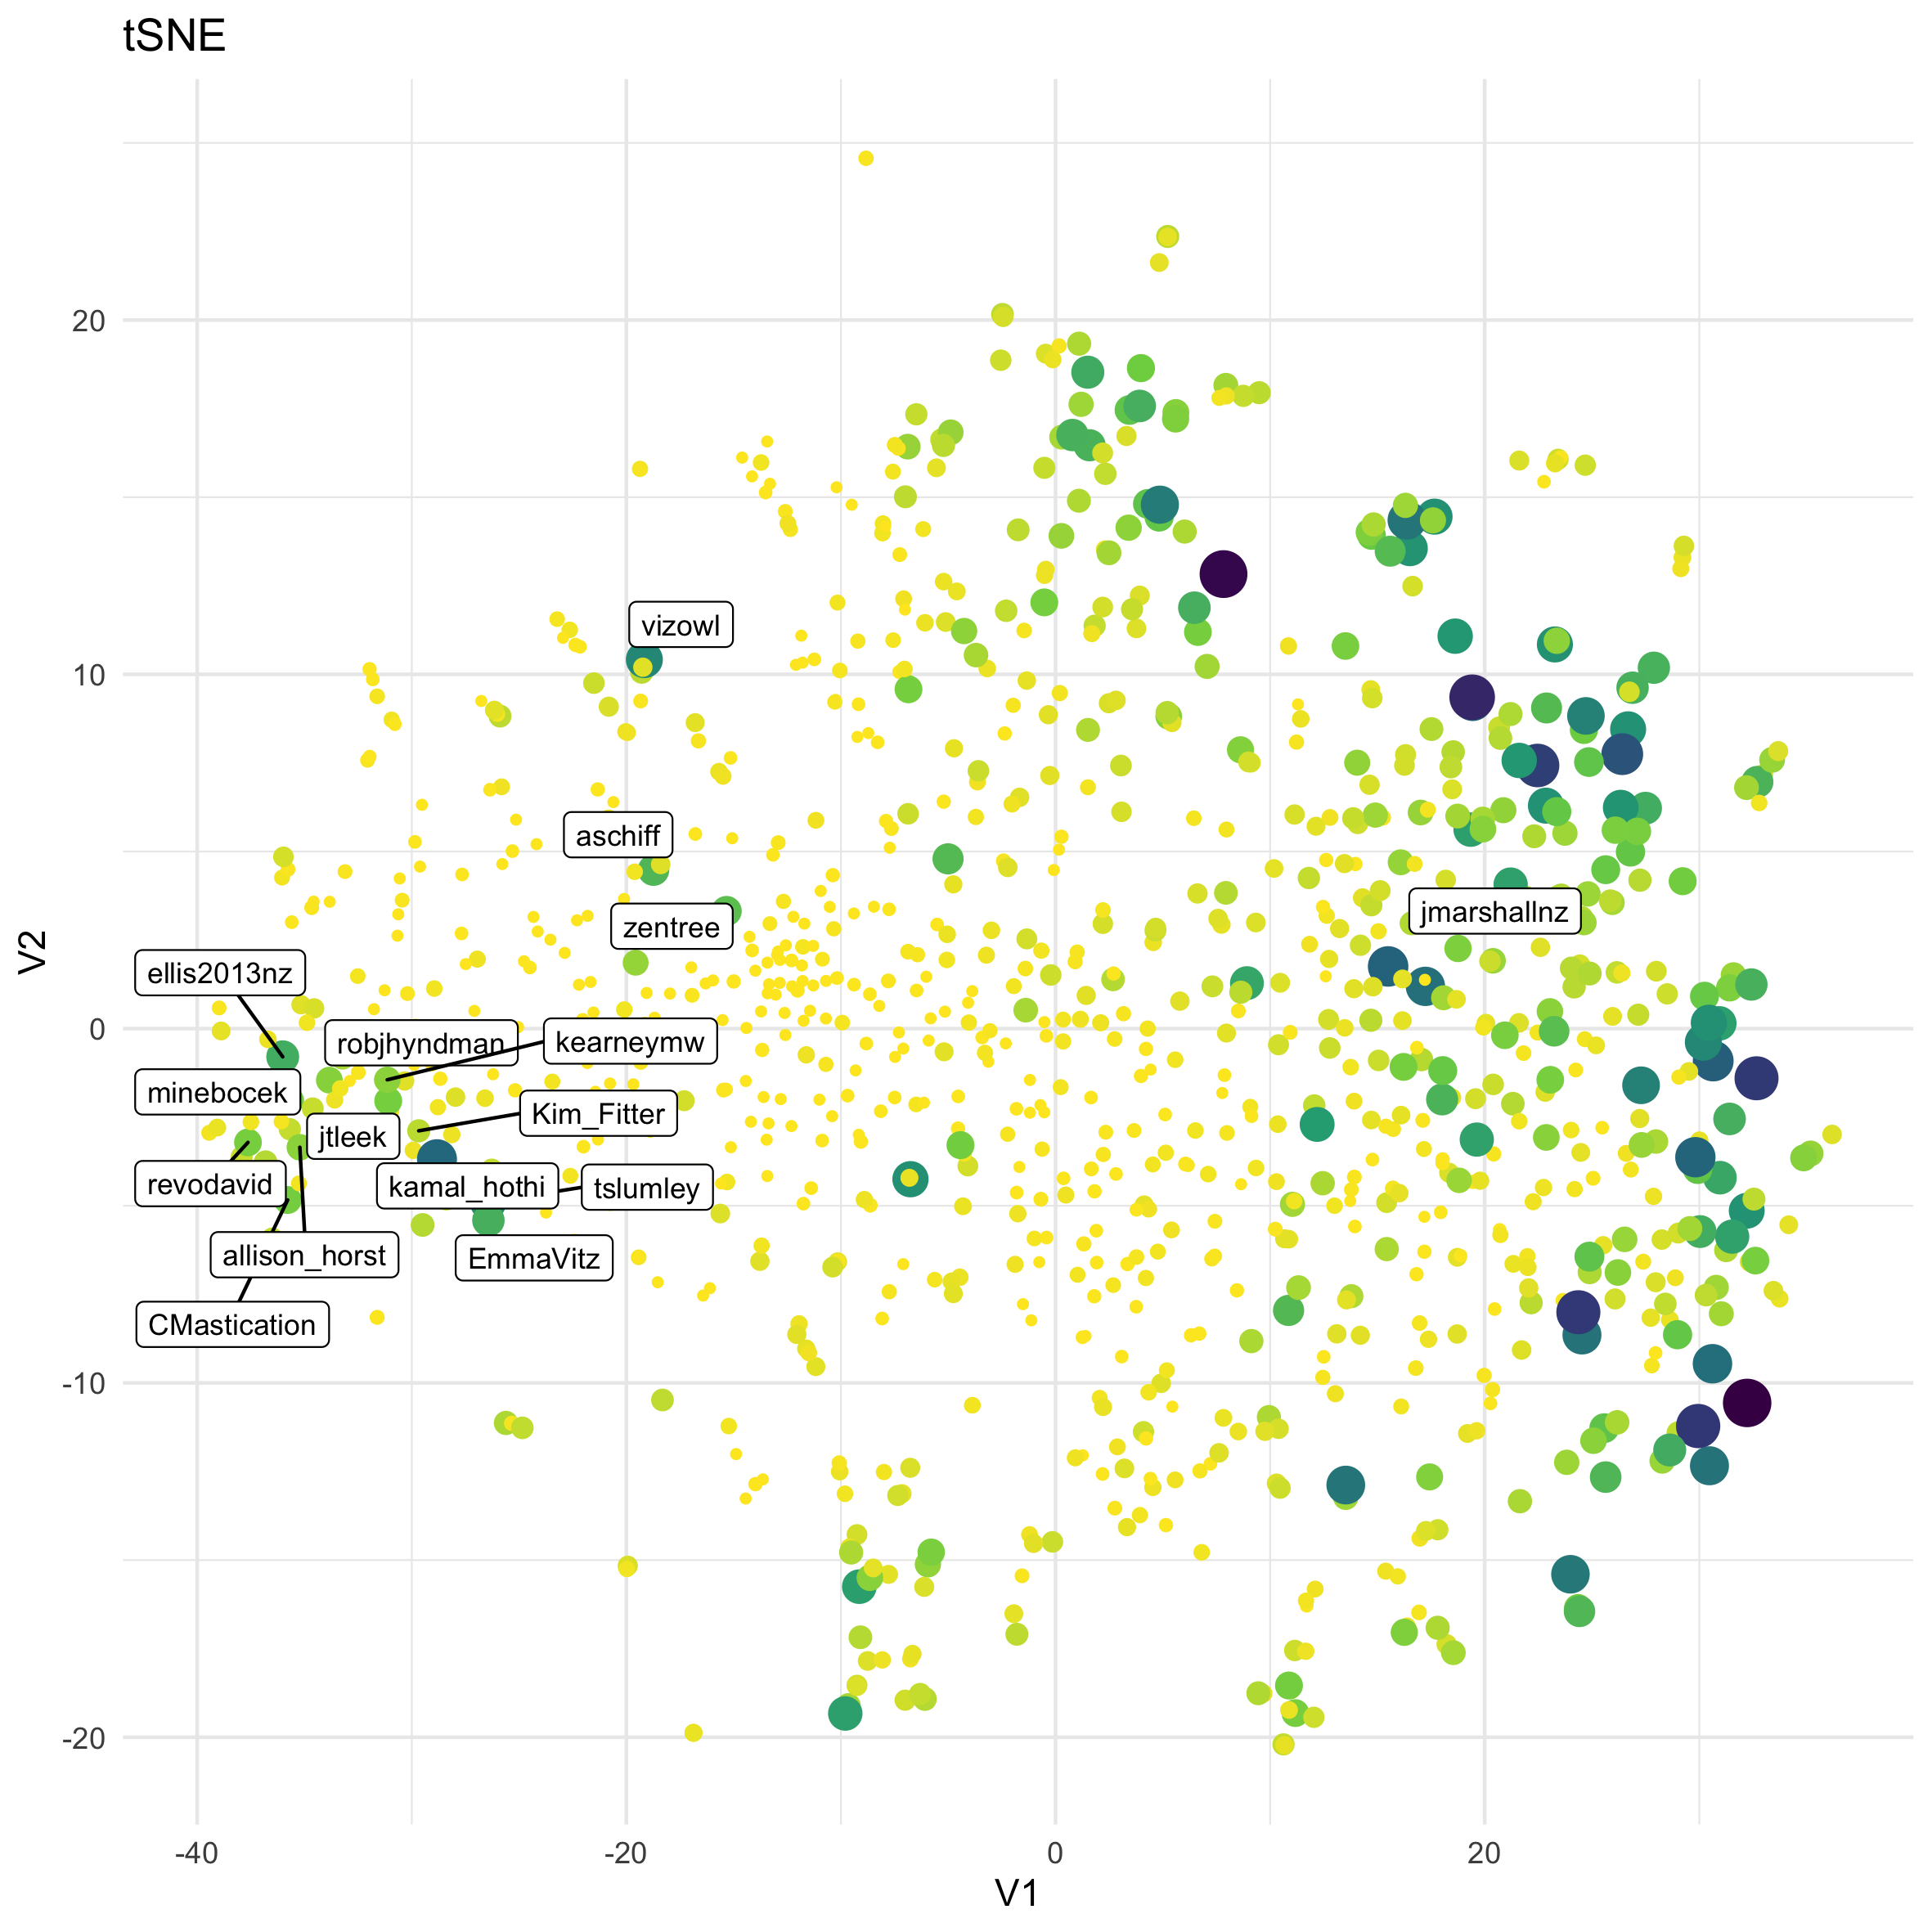 tSNE
20
10
0
-10
-20
V2
vizowl
aschiff
jmarshallnz
zentree
ellis2013nz
robjhyndman
kearneymw
minebocek
Kim_Fitter
jtleek
revodavid
kamal_hothi
tslumley
allison_horst
EmmaVitz
CMastication
-40
-20
0
20
V1